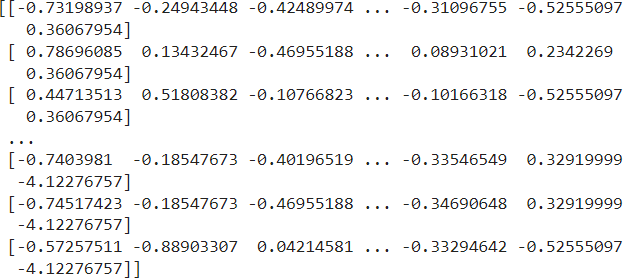 [[-0.73198937 -0.24943448 -0.42489974 ... -0.31096755 -0.52555097
0.36067954]
[ 0.78696085 0.13432467 -0.46955188 ... 0.08931021 0.2342269
0.36067954]
[ 0.44713513 0.51808382 -0.10766823 ... -0.10166318 -0.52555097
0.36067954]
...
[-0.7403981 -0.18547673 -0.40196519 ... -0.33546549 0.32919999
-4.12276757]
[-0.74517423 -0.18547673 -0.46955188 ... -0.34690648 0.32919999
-4.12276757]
[-0.57257511 -0.88903307 0.04214581 ... -0.33294642 -0.52555097
-4.12276757]]